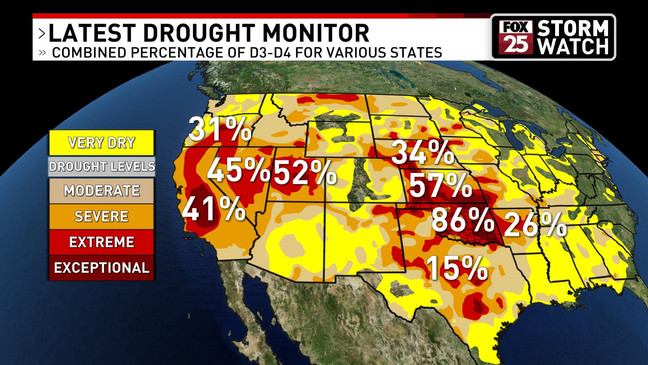 > LATEST DROUGHT MONITOR
» COMBINED PERCENTAGE OF D3-D4 FOR VARIOUS STATES
FOX 25
STORM WATCH
VERY DRY
DROUGHT LEVELS
MODERATE
SEVERE
EXTREME
EXCEPTIONAL
31%
45%
52%
34%
57%
41%
86%
26%
15%